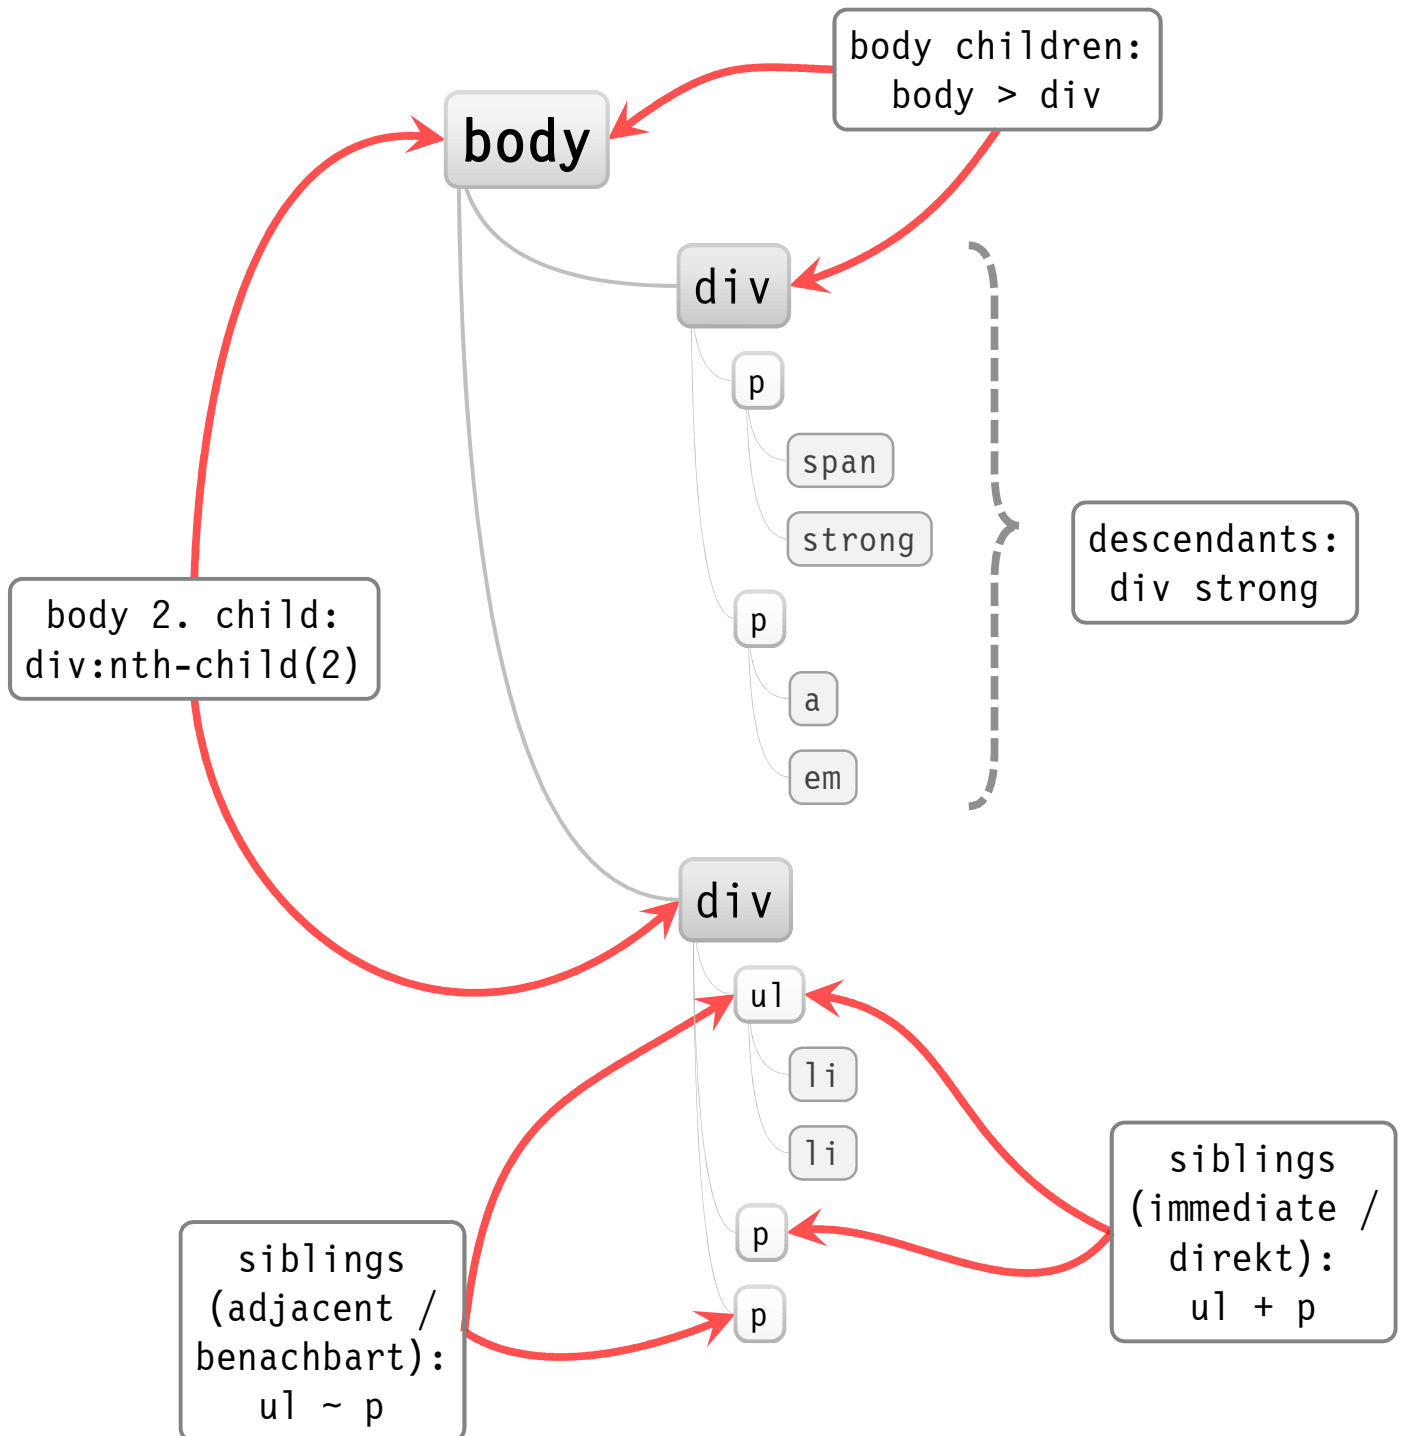 body children:
body > div
body
div
p
span
strong
descendants:
div strong
body 2. child:
div:nth-child(2)
p
a
em
div
ul
li
li
siblings
(immediate /
direkt):
ul + p
p
siblings
(adjacent /
benachbart):
ul ~ p
p